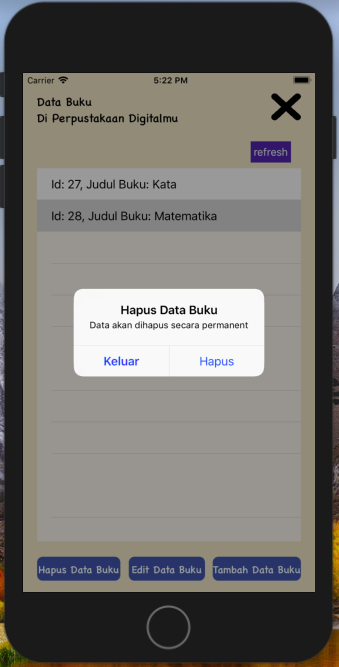 Carrier 5:22 PM
Data Buku
Di Perpustakaan Digitalmu
refresh
Id: 27, Judul Buku: Kata
Id: 28, Judul Buku: Matematika
Hapus Data Buku
Data akan dihapus secara permanent
Keluar Hapus
Hapus Data Buku Edit Data Buku Tambah Data Buku